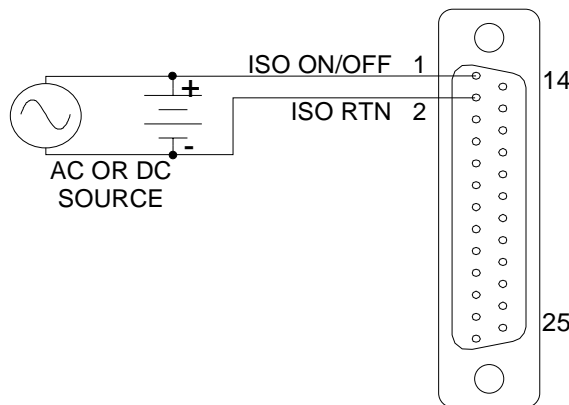 ISO ON/OFF 1
14
+
ISO RTN 2
-
AC OR DC
SOURCE
25